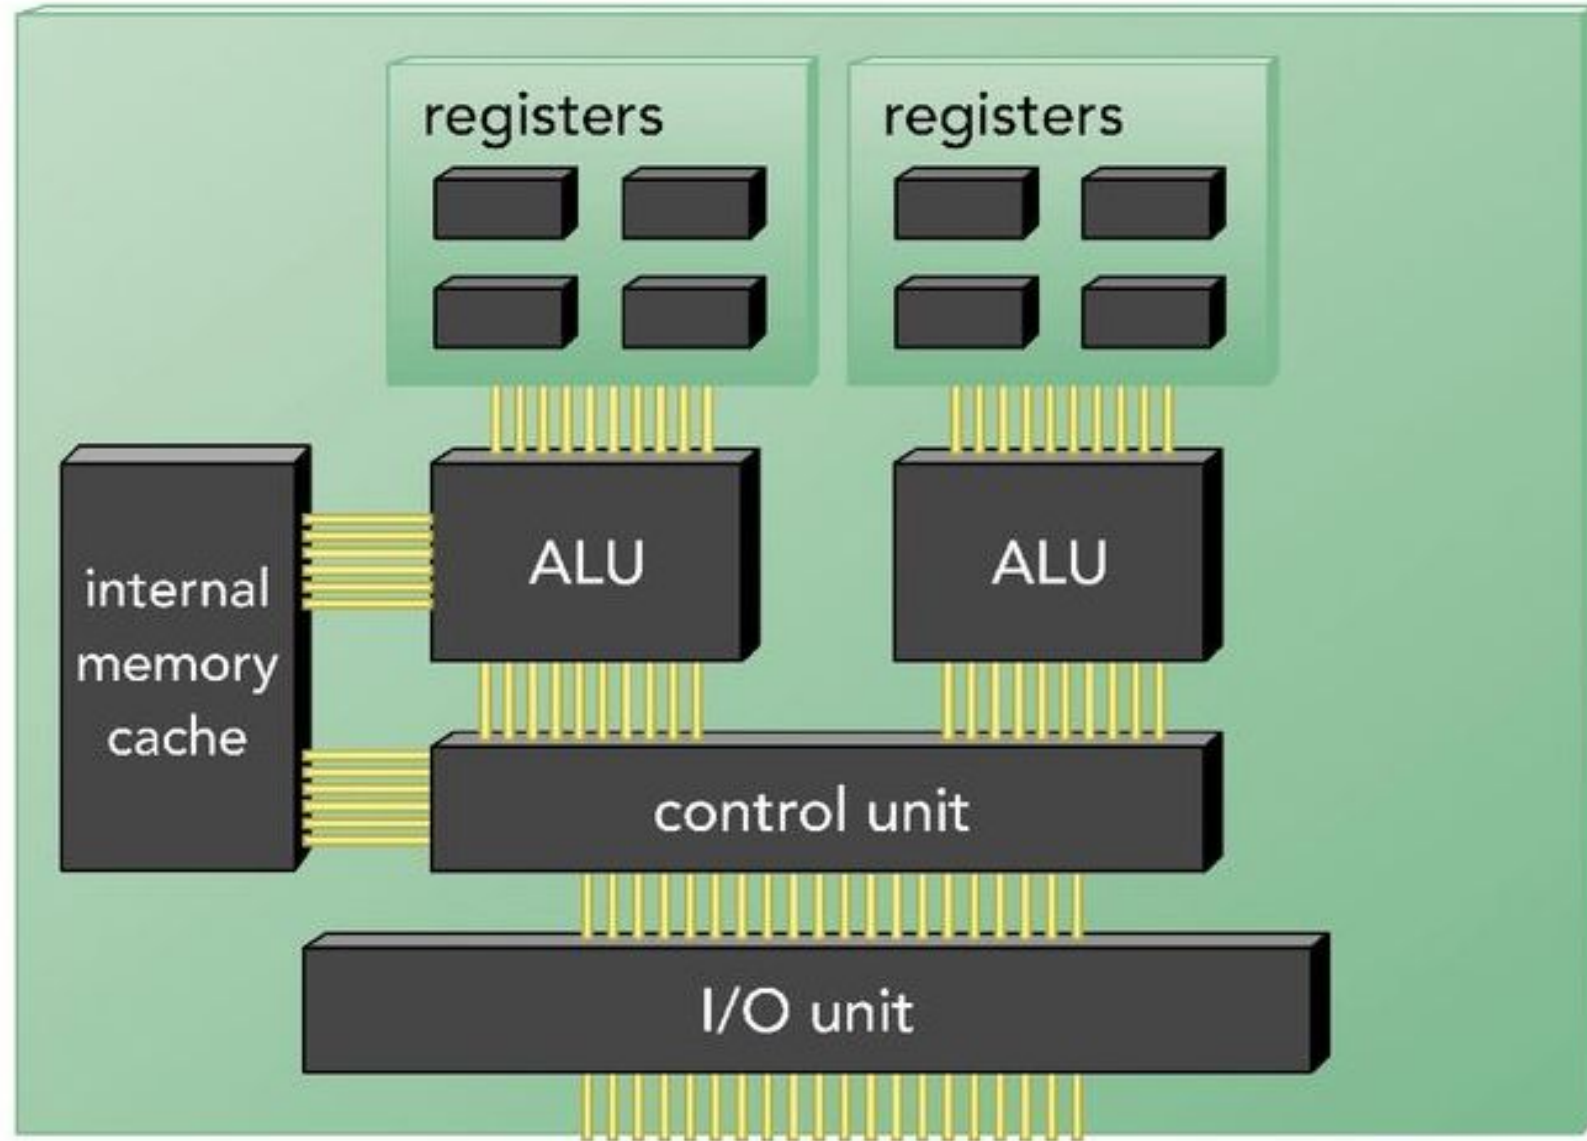 registers
registers
ALU
ALU
internal
memory
cache
control unit
I/O unit